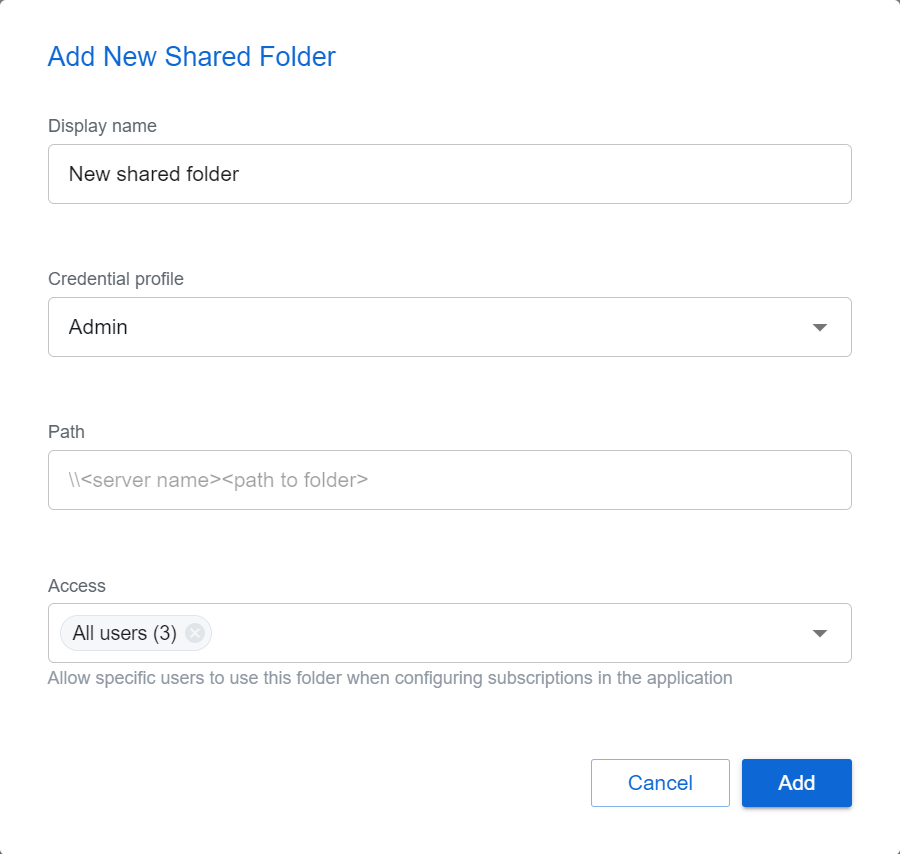 Add New Shared Folder
Display name
New shared folder
Credential profile
Admin
Path
\\<server name><path to folder>
Access
All users (3)
Allow specific users to use this folder when configuring subscriptions in the application
Cancel
Add